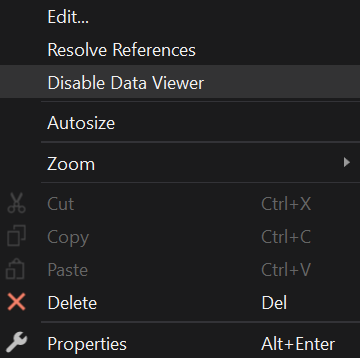 Edit...
Resolve References
Disable Data Viewer
Autosize
Zoom
Cut Ctrl+X
Copy Ctrl+C
Paste Ctrl+V
Delete Del
Properties Alt+Enter